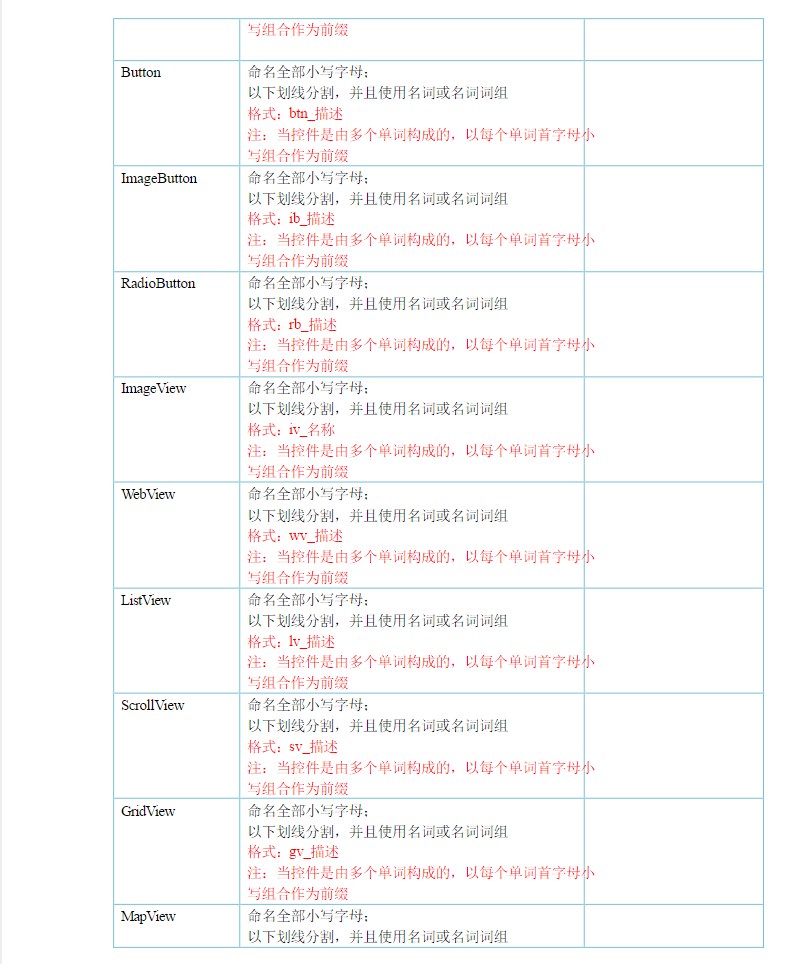 写组合作为前缀
Button
命名全部小写字母；
以下划线分割，并且使用名词或名词词组
格式：btn_描述
注：当控件是由多个单词构成的，以每个单词首字母小
写组合作为前缀
ImageButton
命名全部小写字母；
以下划线分割，并且使用名词或名词词组
格式：ib_描述
注：当控件是由多个单词构成的，以每个单词首字母小
写组合作为前缀
RadioButton
命名全部小写字母；
以下划线分割，并且使用名词或名词词组
格式：rb_描述
注：当控件是由多个单词构成的，以每个单词首字母小
写组合作为前缀
ImageView
命名全部小写字母；
以下划线分割，并且使用名词或名词词组
格式：iv_名称
注：当控件是由多个单词构成的，以每个单词首字母小
写组合作为前缀
WebView
命名全部小写字母；
以下划线分割，并且使用名词或名词词组
格式：wv_描述
注：当控件是由多个单词构成的，以每个单词首字母小
写组合作为前缀
ListView
命名全部小写字母；
以下划线分割，并且使用名词或名词词组
格式：lv_描述
注：当控件是由多个单词构成的，以每个单词首字母小
写组合作为前缀
ScrollView
命名全部小写字母；
以下划线分割，并且使用名词或名词词组
格式：sv_描述
注：当控件是由多个单词构成的，以每个单词首字母小
写组合作为前缀
GridView
命名全部小写字母；
以下划线分割，并且使用名词或名词词组
格式：gv_描述
注：当控件是由多个单词构成的，以每个单词首字母小
写组合作为前缀
MapView
命名全部小写字母；
以下划线分割，并且使用名词或名词词组